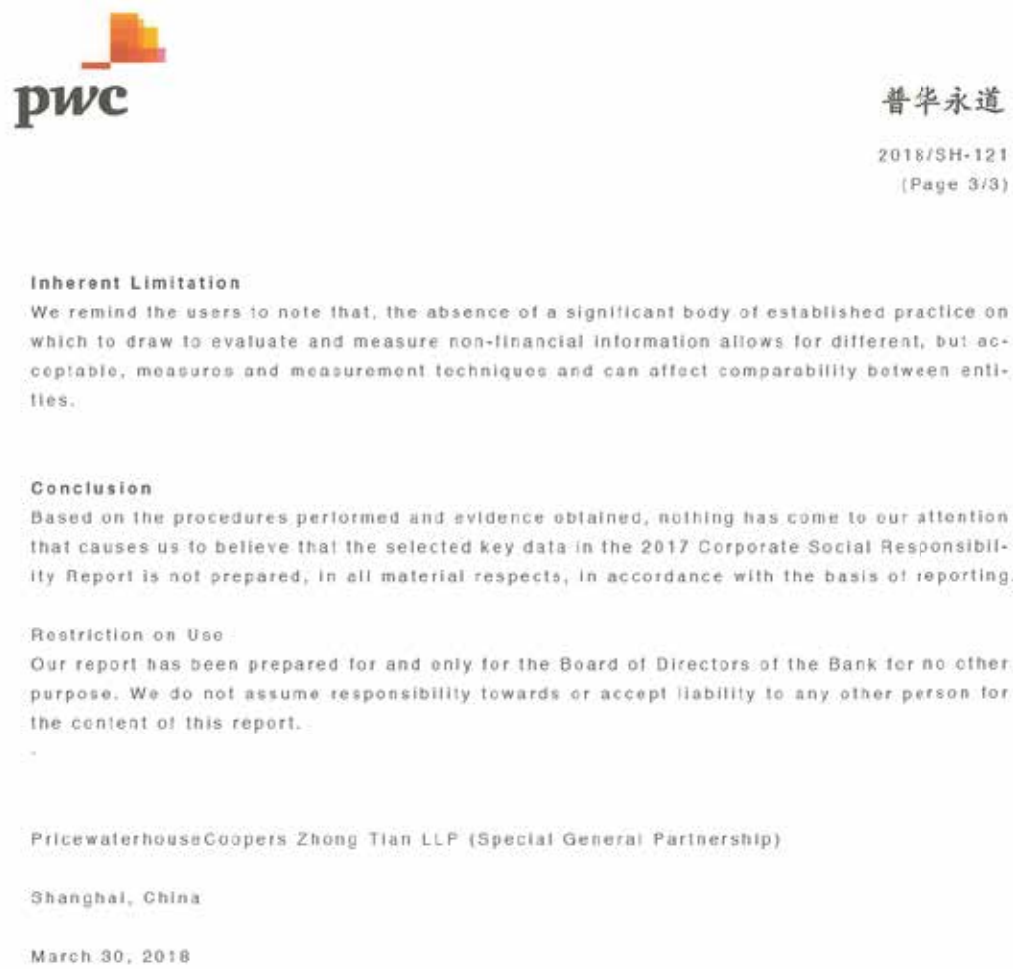 pwc
普华永道
2018/SH-121
(Page 3/3)
Inherent Limitation
We remind the users to note that, the absence of a significant body of established practice on
which to draw to evaluate and measure non-financial information allows for different, but ac-
ceptable, measures and measurement techniques and can affect comparability between enti-
ties.
Conclusion
Based on the procedures performed and evidence obtained, nothing has come to our attention
that causes us to believe that the selected key data in the 2017 Corporate Social Responsibil-
ity Report is not prepared, in all material respects, in accordance with the basis of reporting.
Restriction on Use
Our report has been prepared for and only for the Board of Directors of the Bank for no other
purpose. We do not assume responsibility towards or accept liability to any other person for
the content of this report.
PricewaterhouseCoopers Zhong Tian LLP (Special General Partnership)
Shanghai, China
March 30, 2018